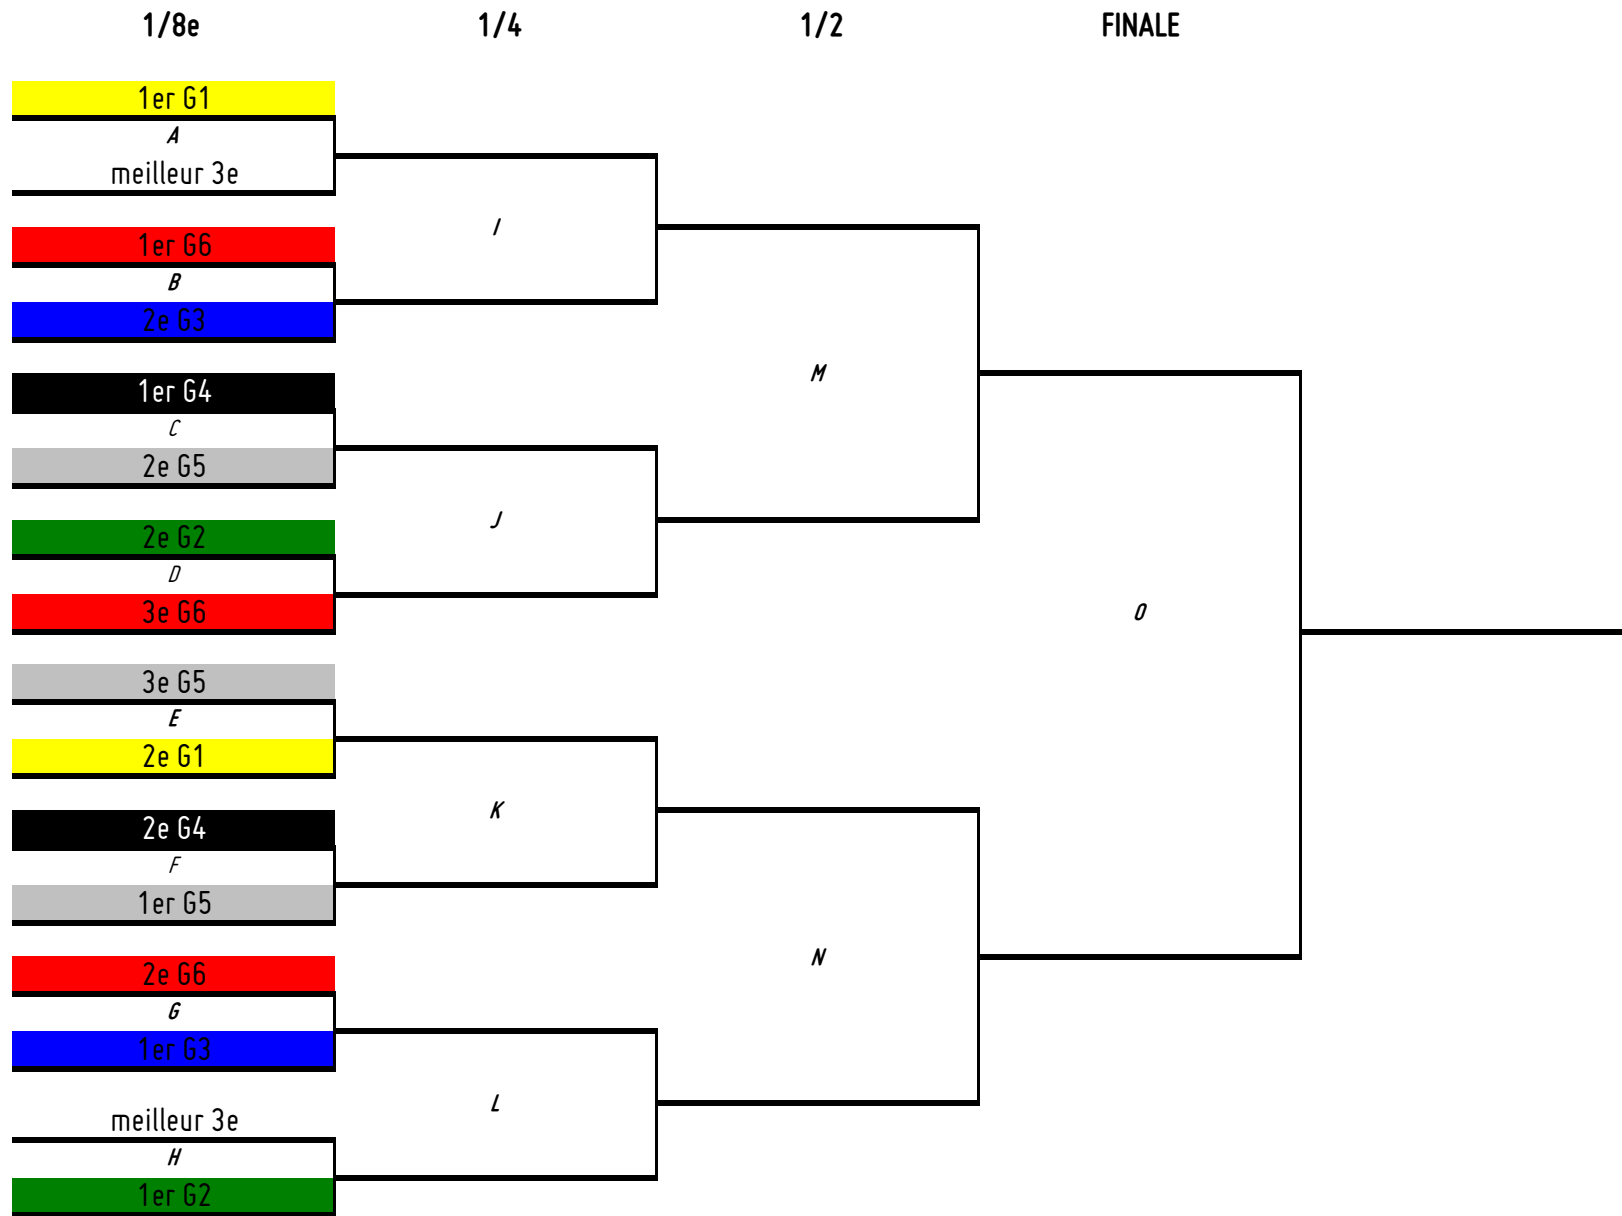 1/8e
1/4
1/2
FINALE
1er G1
A
meilleur 3e
1er G6
B
2e G3
1er G4
C
2e G5
2e G2
D
3e G6
3e G5
E
2e G1
2e G4
F
1er G5
2e G6
G
1er G3
meilleur 3e
H
1er G2
I
J
K
L
M
N
O